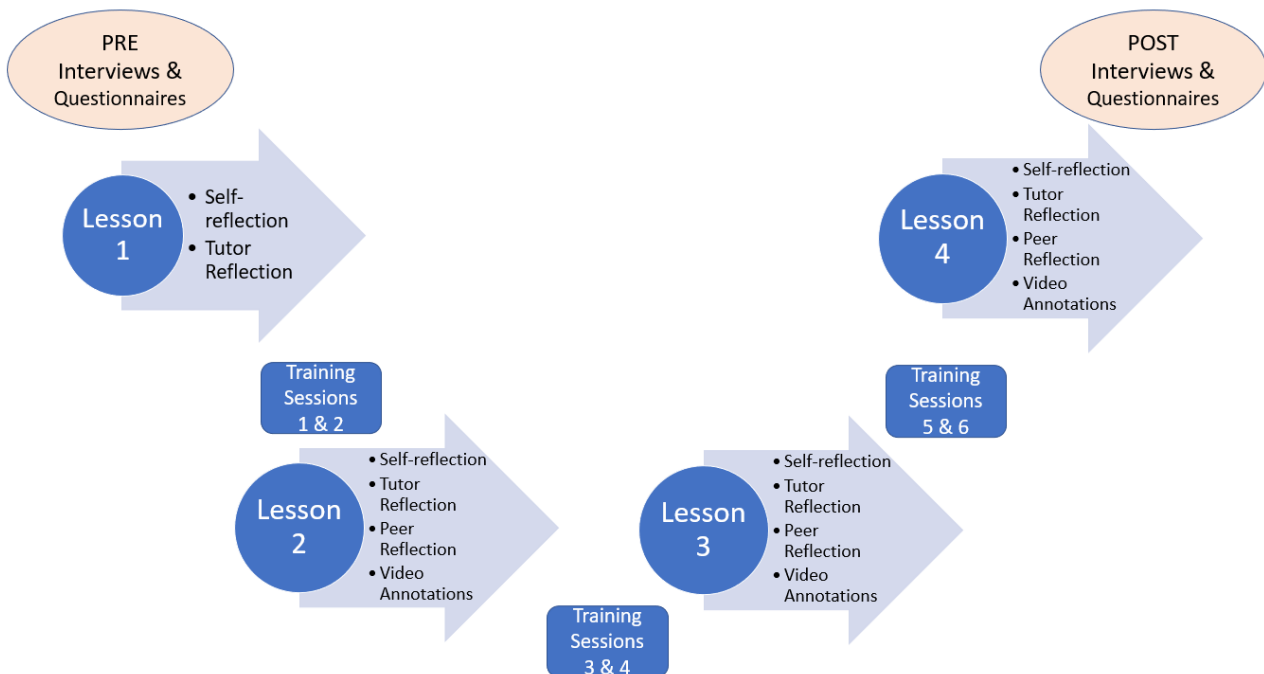 PRE
Interviews &
Questionnaires
POST
Interviews &
Questionnaires
Lesson
1
• Self-
reflection
• Tutor
Reflection
Lesson
4
• Self-reflection
• Tutor
Reflection
• Peer
Reflection
• Video
Annotations
Training
Sessions
1 & 2
Training
Sessions
5 & 6
Lesson
2
• Self-reflection
• Tutor
Reflection
• Peer
Reflection
• Video
Annotations
Lesson
3
• Self-reflection
• Tutor
Reflection
• Peer
Reflection
• Video
Annotations
Training
Sessions
3 & 4